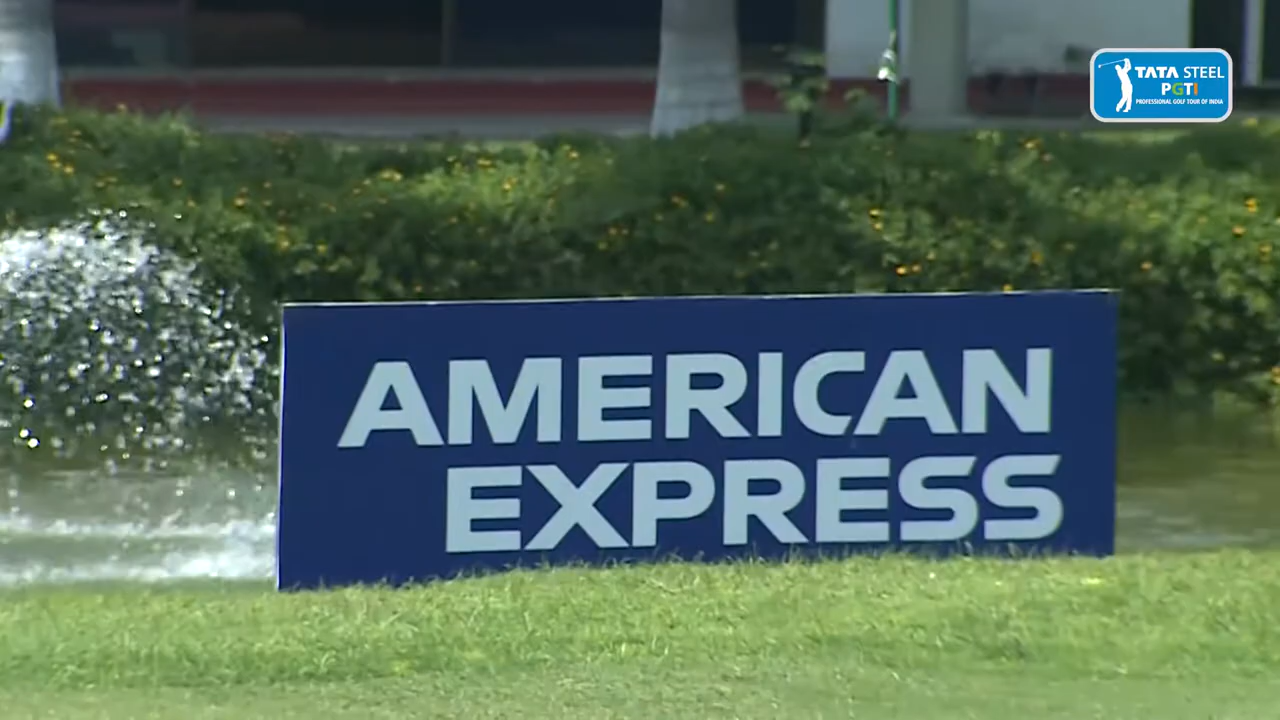 TATA STEEL
PGTI
PROFESSIONAL GOLF TOUR OF INDIA
AMERICAN
EXPRESS